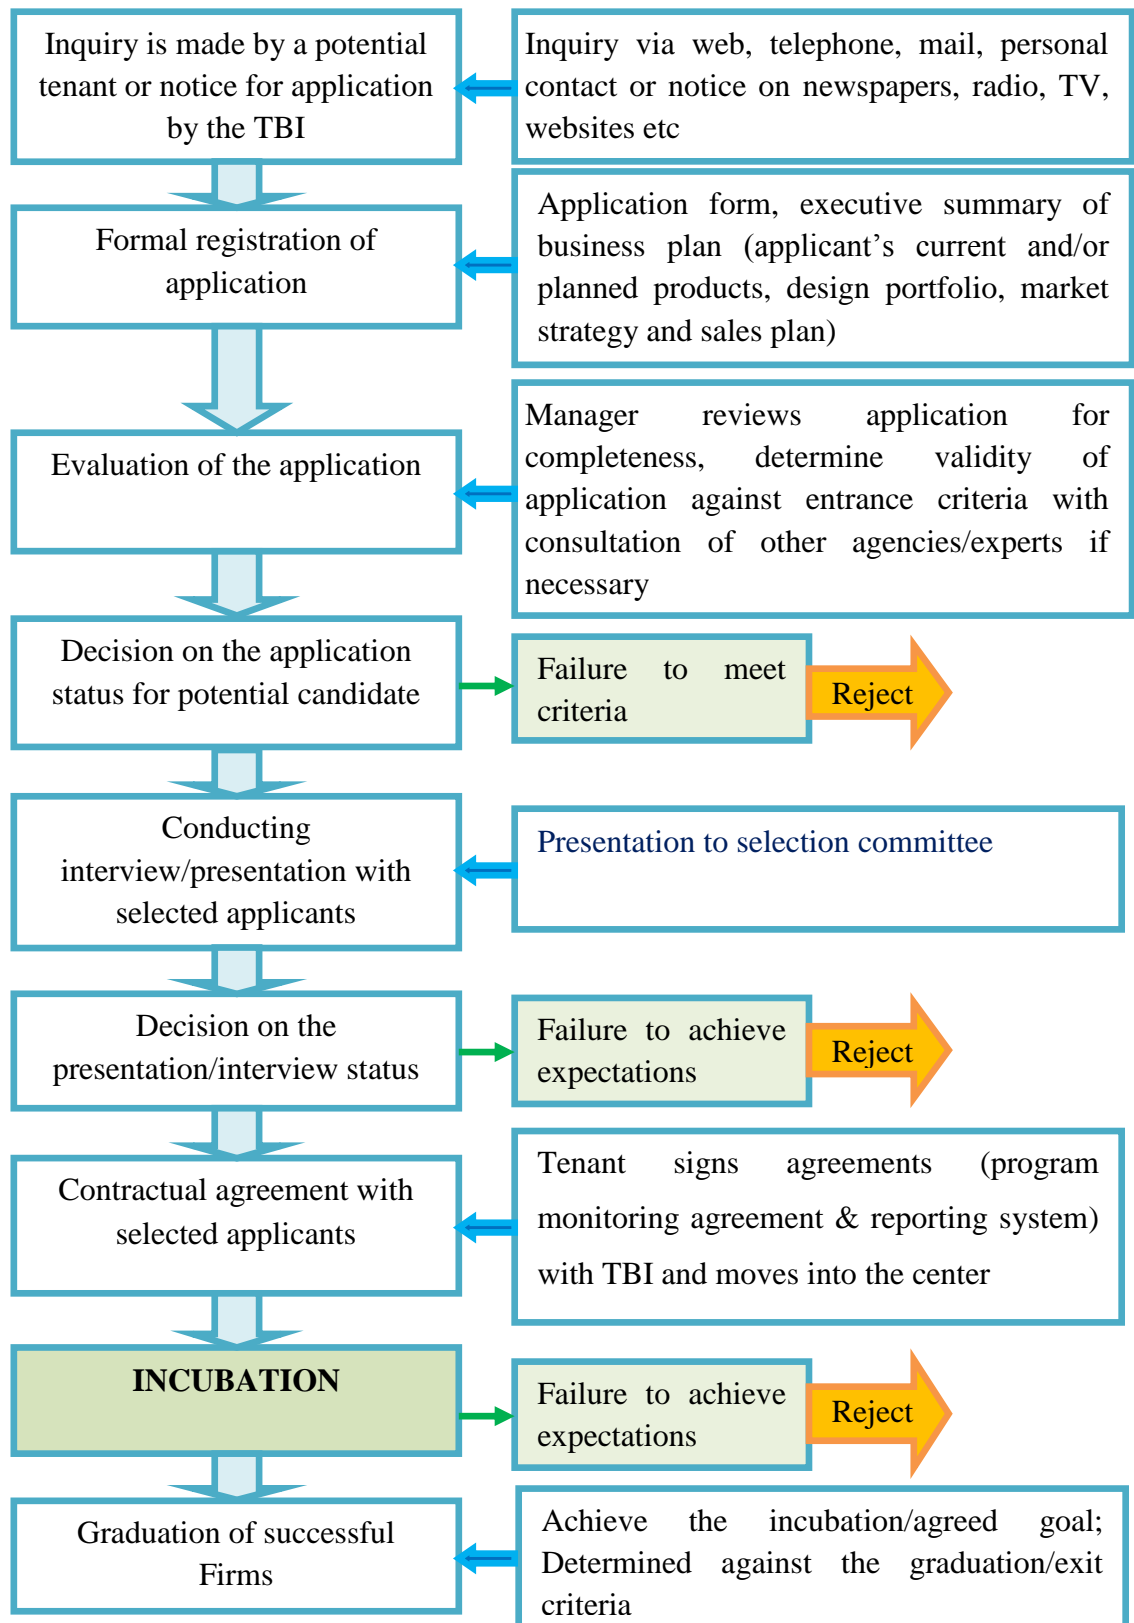 Inquiry is made by a potential
tenant or notice for application
by the TBI
Inquiry via web, telephone, mail, personal
contact or notice on newspapers, radio, TV,
websites etc
Formal registration of
application
Application form, executive summary of
business plan (applicant’s current and/or
planned products, design portfolio, market
strategy and sales plan)
Evaluation of the application
Manager reviews application for
completeness, determine validity of
application against entrance criteria with
consultation of other agencies/experts if
necessary
Decision on the application
status for potential candidate
Failure to meet
criteria
Reject
Conducting
interview/presentation with
selected applicants
Presentation to selection committee
Decision on the
presentation/interview status
Failure to achieve
expectations
Reject
Contractual agreement with
selected applicants
Tenant signs agreements (program
monitoring agreement & reporting system)
with TBI and moves into the center
INCUBATION
Failure to achieve
expectations
Reject
Graduation of successful
Firms
Achieve the incubation/agreed goal;
Determined against the graduation/exit
criteria